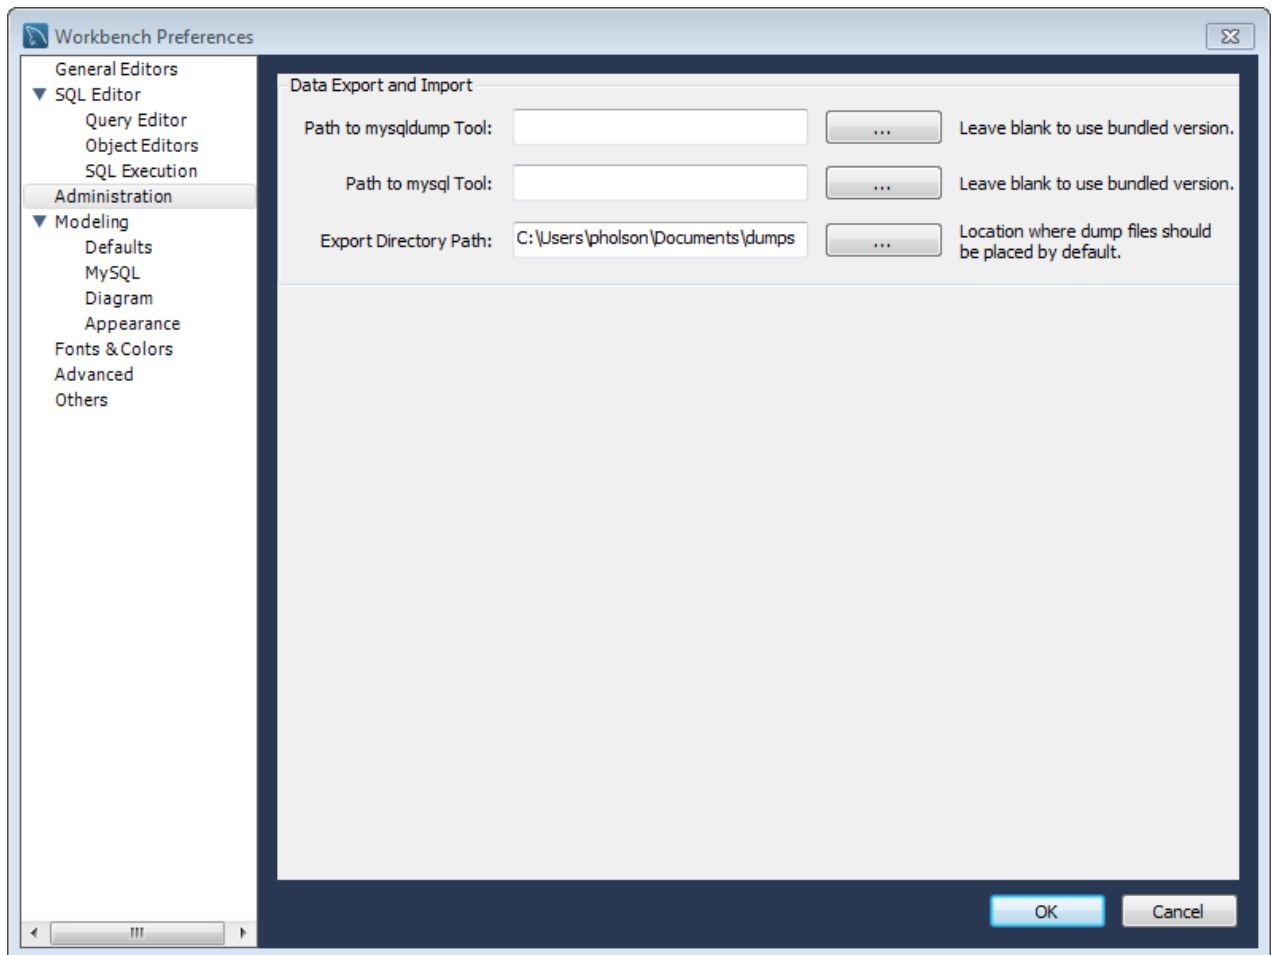 Workbench Preferences
General Editors
SQL Editor
Query Editor
Object Editors
SQL Execution
Administration
Modeling
Defaults
MySQL
Diagram
Appearance
Fonts & Colors
Advanced
Others
Data Export and Import
Path to mysqldump Tool: ... Leave blank to use bundled version.
Path to mysql Tool: ... Leave blank to use bundled version.
Export Directory Path: C:\Users\pholson\Documents\dumps ... Location where dump files should
be placed by default.
OK Cancel